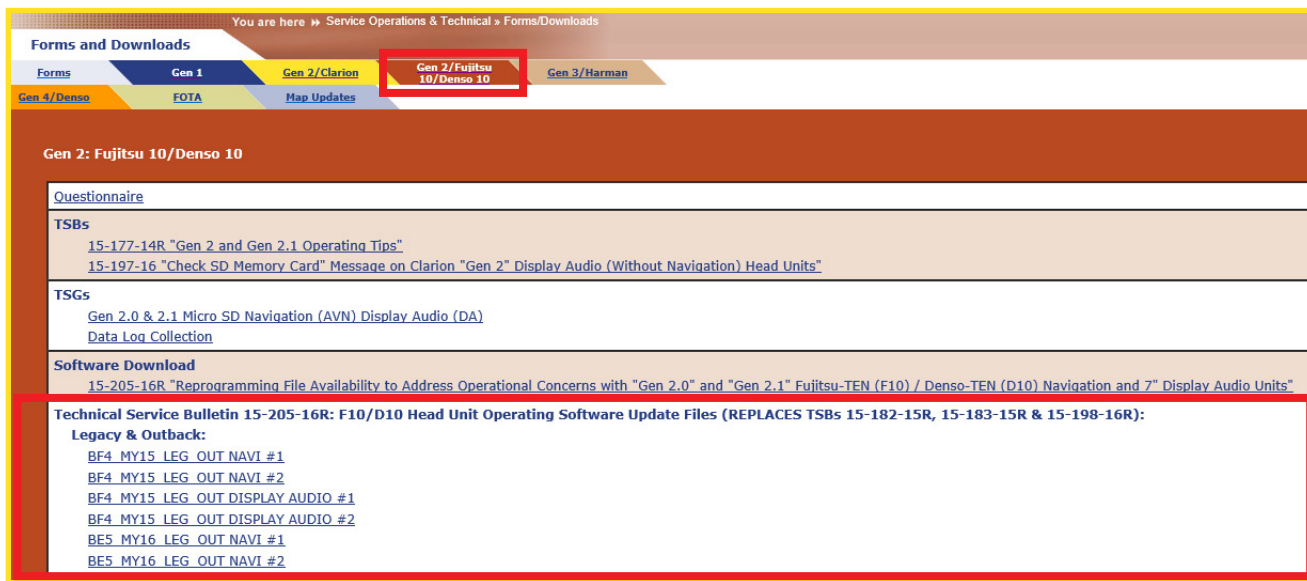 You are here » Service Operations & Technical » Forms/Downloads
Forms and Downloads
Forms
Gen 1
Gen 2/Clarion
Gen 2/Fujitsu
10/Denso 10
Gen 3/Harman
Gen 4/Denso
FOTA
Map Updates
Gen 2: Fujitsu 10/Denso 10
Questionnaire
TSBs
15-177-14R "Gen 2 and Gen 2.1 Operating Tips"
15-197-16 "Check SD Memory Card" Message on Clarion "Gen 2" Display Audio (Without Navigation) Head Units"
TSGs
Gen 2.0 & 2.1 Micro SD Navigation (AVN) Display Audio (DA)
Data Log Collection
Software Download
15-205-16R "Reprogramming File Availability to Address Operational Concerns with "Gen 2.0" and "Gen 2.1" Fujitsu-TEN (F10) / Denso-TEN (D10) Navigation and 7" Display Audio Units"
Technical Service Bulletin 15-205-16R: F10/D10 Head Unit Operating Software Update Files (REPLACES TSBs 15-182-15R, 15-183-15R & 15-198-16R):
Legacy & Outback:
BF4_MY15_LEG_OUT NAVI #1
BF4_MY15_LEG_OUT NAVI #2
BF4_MY15_LEG_OUT DISPLAY AUDIO #1
BF4_MY15_LEG_OUT DISPLAY AUDIO #2
BE5_MY16_LEG_OUT NAVI #1
BE5_MY16_LEG_OUT NAVI #2